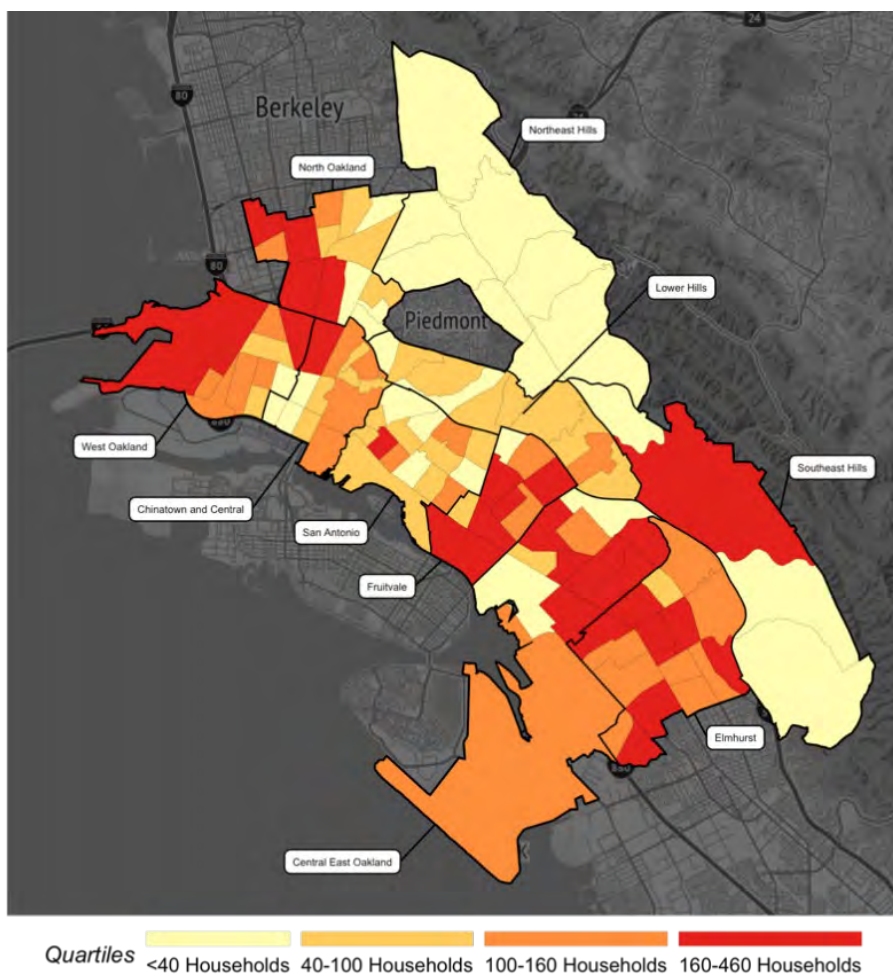 24
80
Berkeley
Northeast Hills
North Oakland
80
Lower Hills
Piedmont
West Oakland
Southeast Hills
Chinatown and Central
San Antonio
Fruitvale
Elmhurst
Central East Oakland
Quartiles
<40 Households
40-100 Households
100-160 Households
160-460 Households